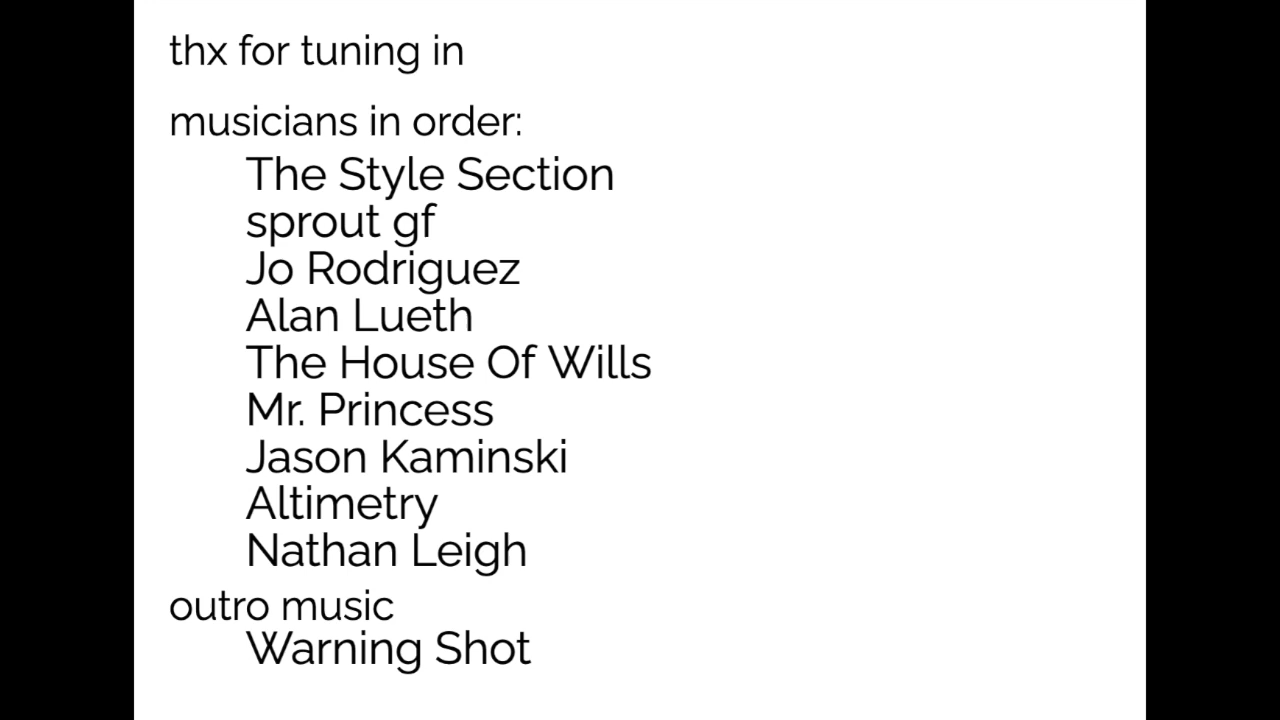 thx for tuning in
musicians in order:
The Style Section
sprout gf
Jo Rodriguez
Alan Lueth
The House Of Wills
Mr. Princess
Jason Kaminski
Altimetry
Nathan Leigh
outro music
Warning Shot